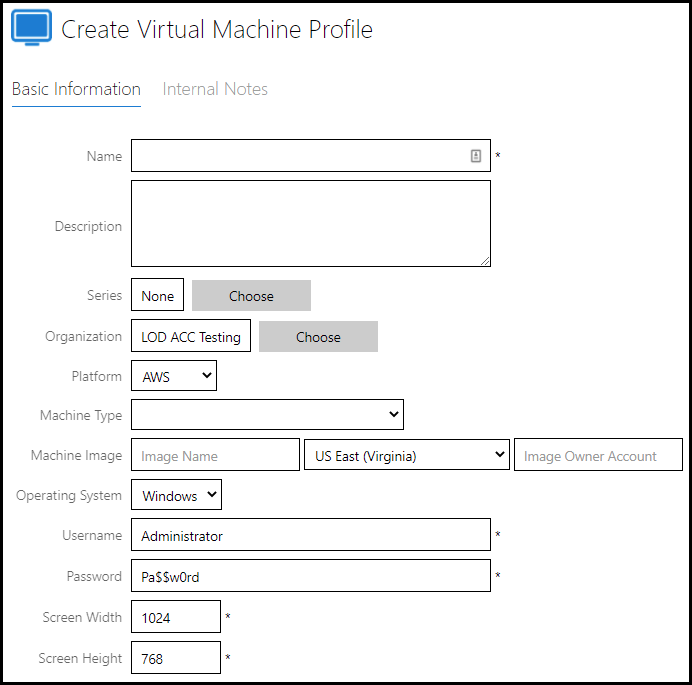 Create Virtual Machine Profile
Basic Information Internal Notes
Name *
Description
Series None Choose
Organization LOD ACC Testing Choose
Platform AWS
Machine Type
Machine Image Image Name US East (Virginia) Image Owner Account
Operating System Windows
Username Administrator *
Password Pa$$w0rd *
Screen Width 1024 *
Screen Height 768 *